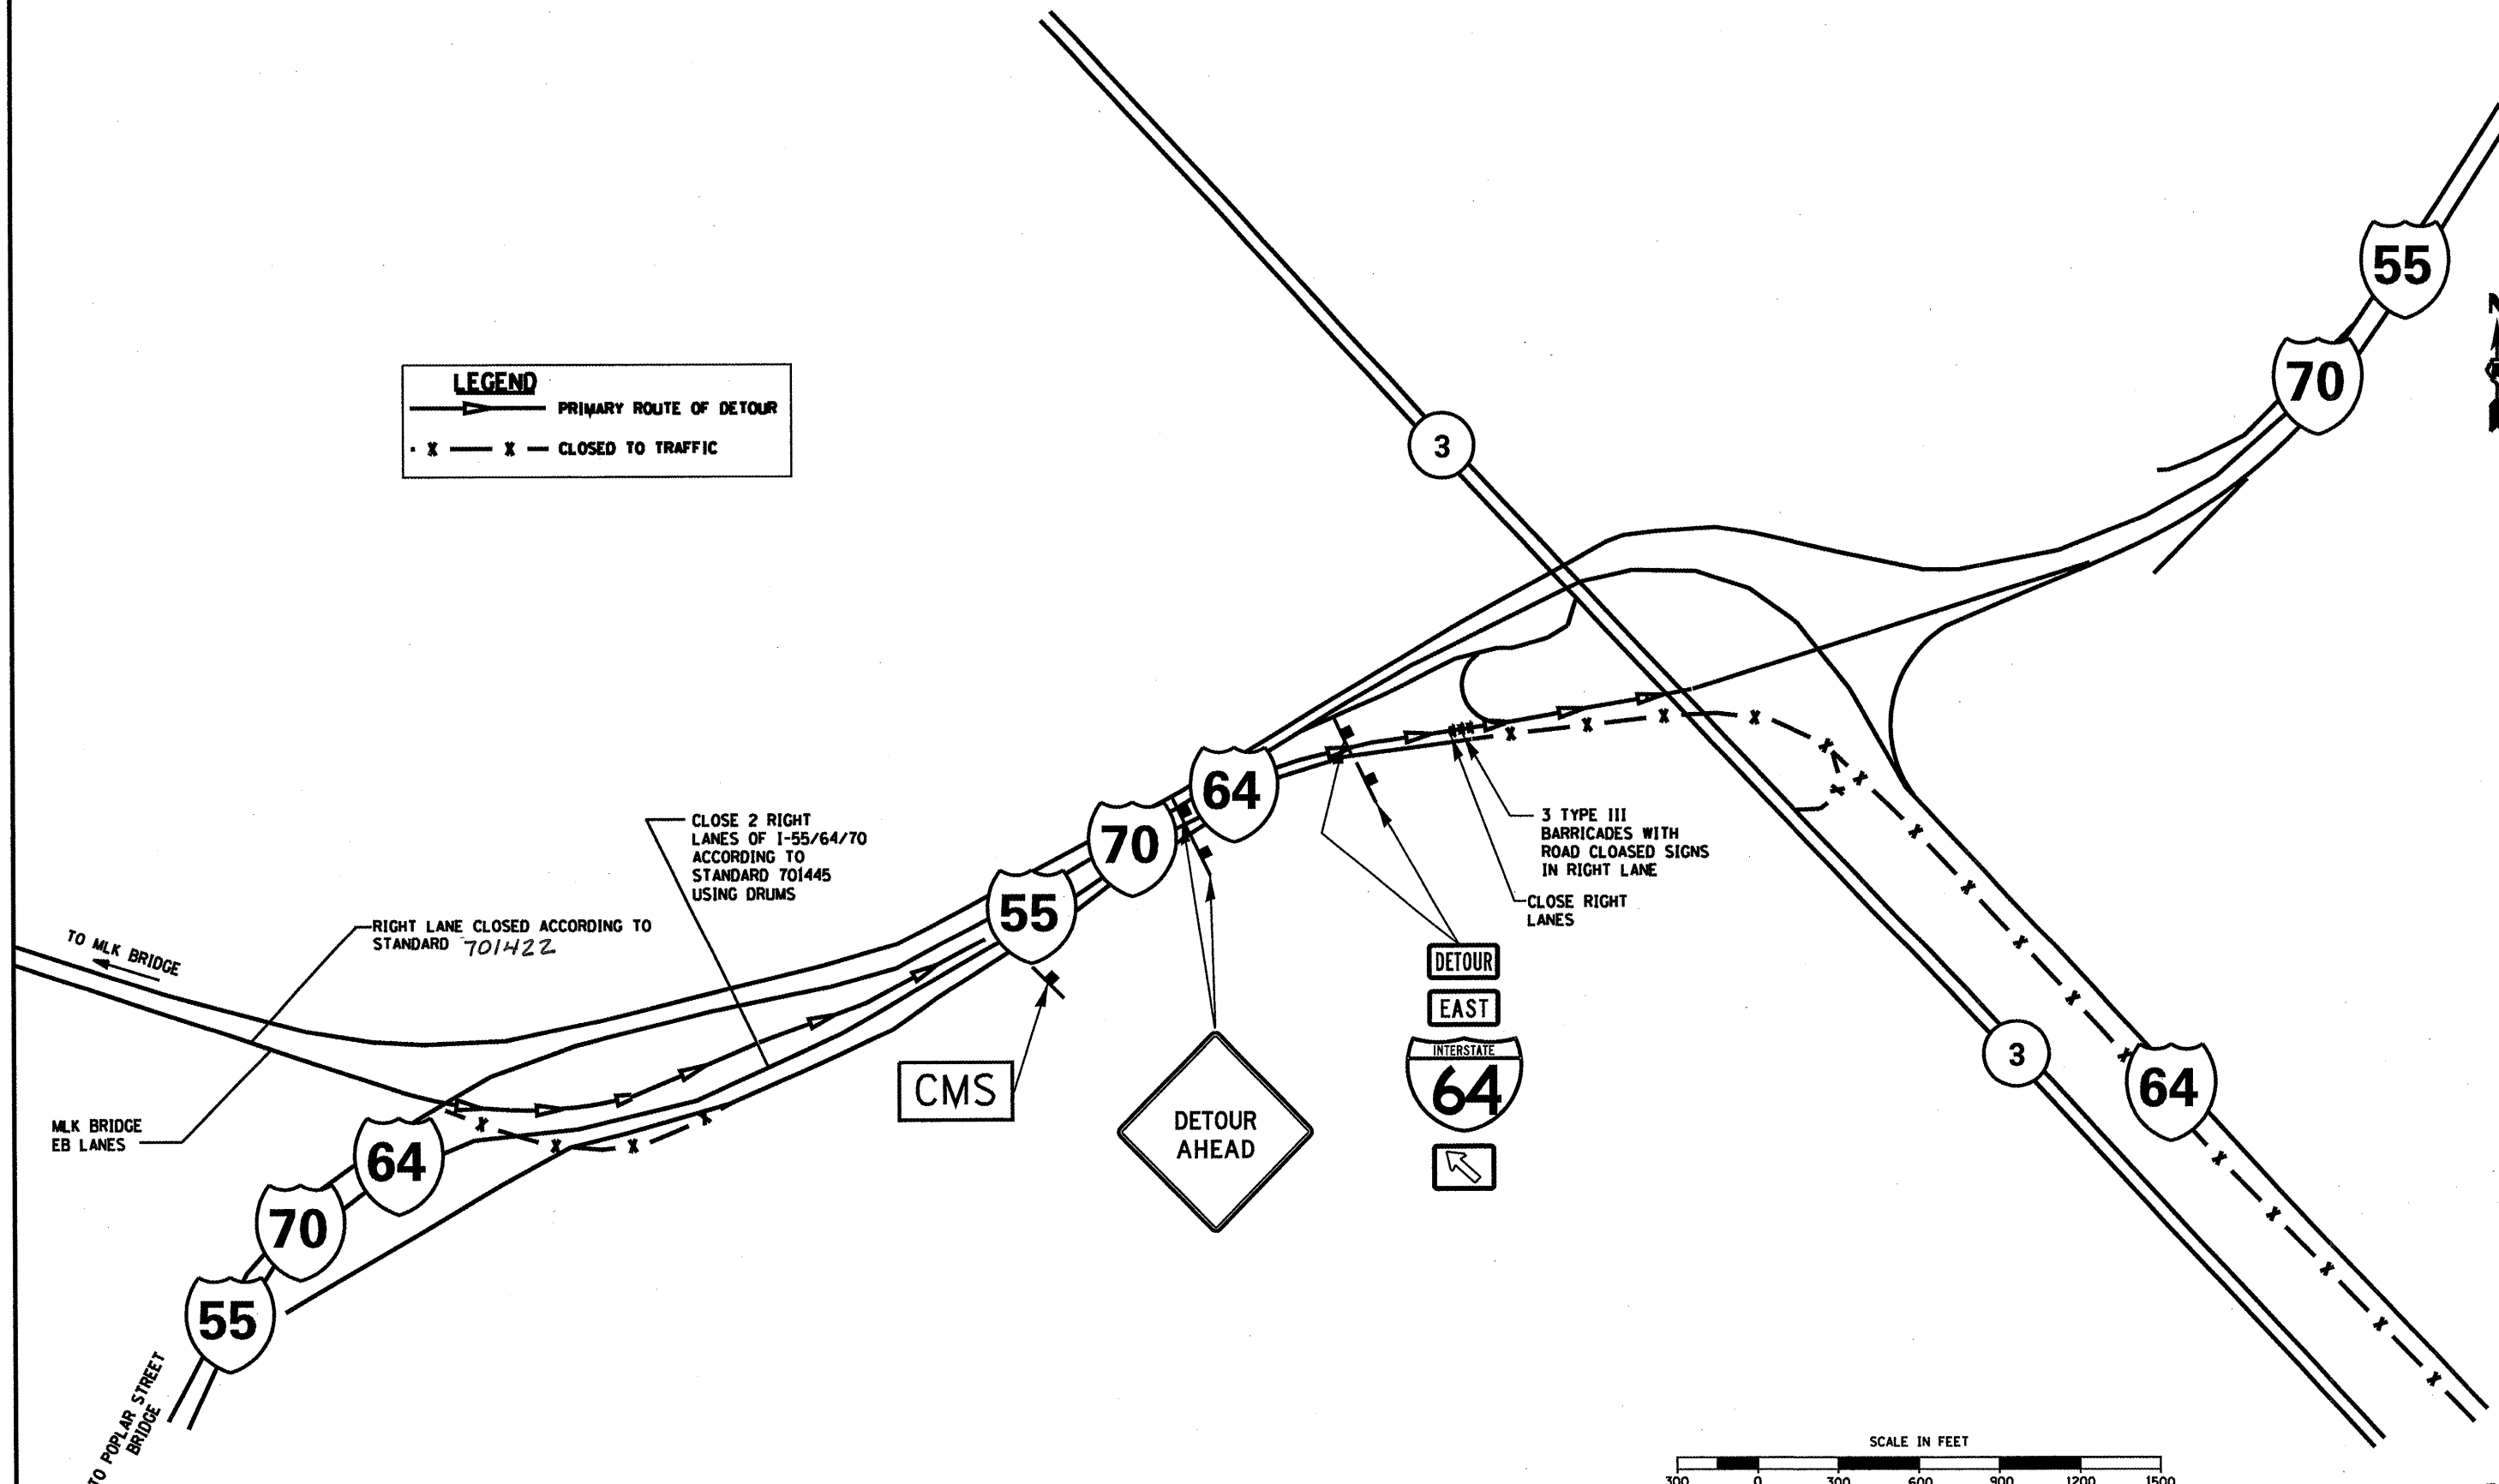 55
N
70
LEGEND
PRIMARY ROUTE OF DETOUR
X X CLOSED TO TRAFFIC
3
64
70
55
CLOSE 2 RIGHT
LANES OF I-55/64/70
ACCORDING TO
STANDARD 701445
USING DRUMS
3 TYPE III
BARRICADES WITH
ROAD CLOASED SIGNS
IN RIGHT LANE
CLOSE RIGHT
LANES
RIGHT LANE CLOSED ACCORDING TO
STANDARD 701422
TO MLK BRIDGE
DETOUR
EAST
INTERSTATE
64
CMS
DETOUR
AHEAD
3
64
MLK BRIDGE
EB LANES
64
70
55
TO POPLAR STREET
BRIDGE
SCALE IN FEET
300 0 300 600 900 1200 1500